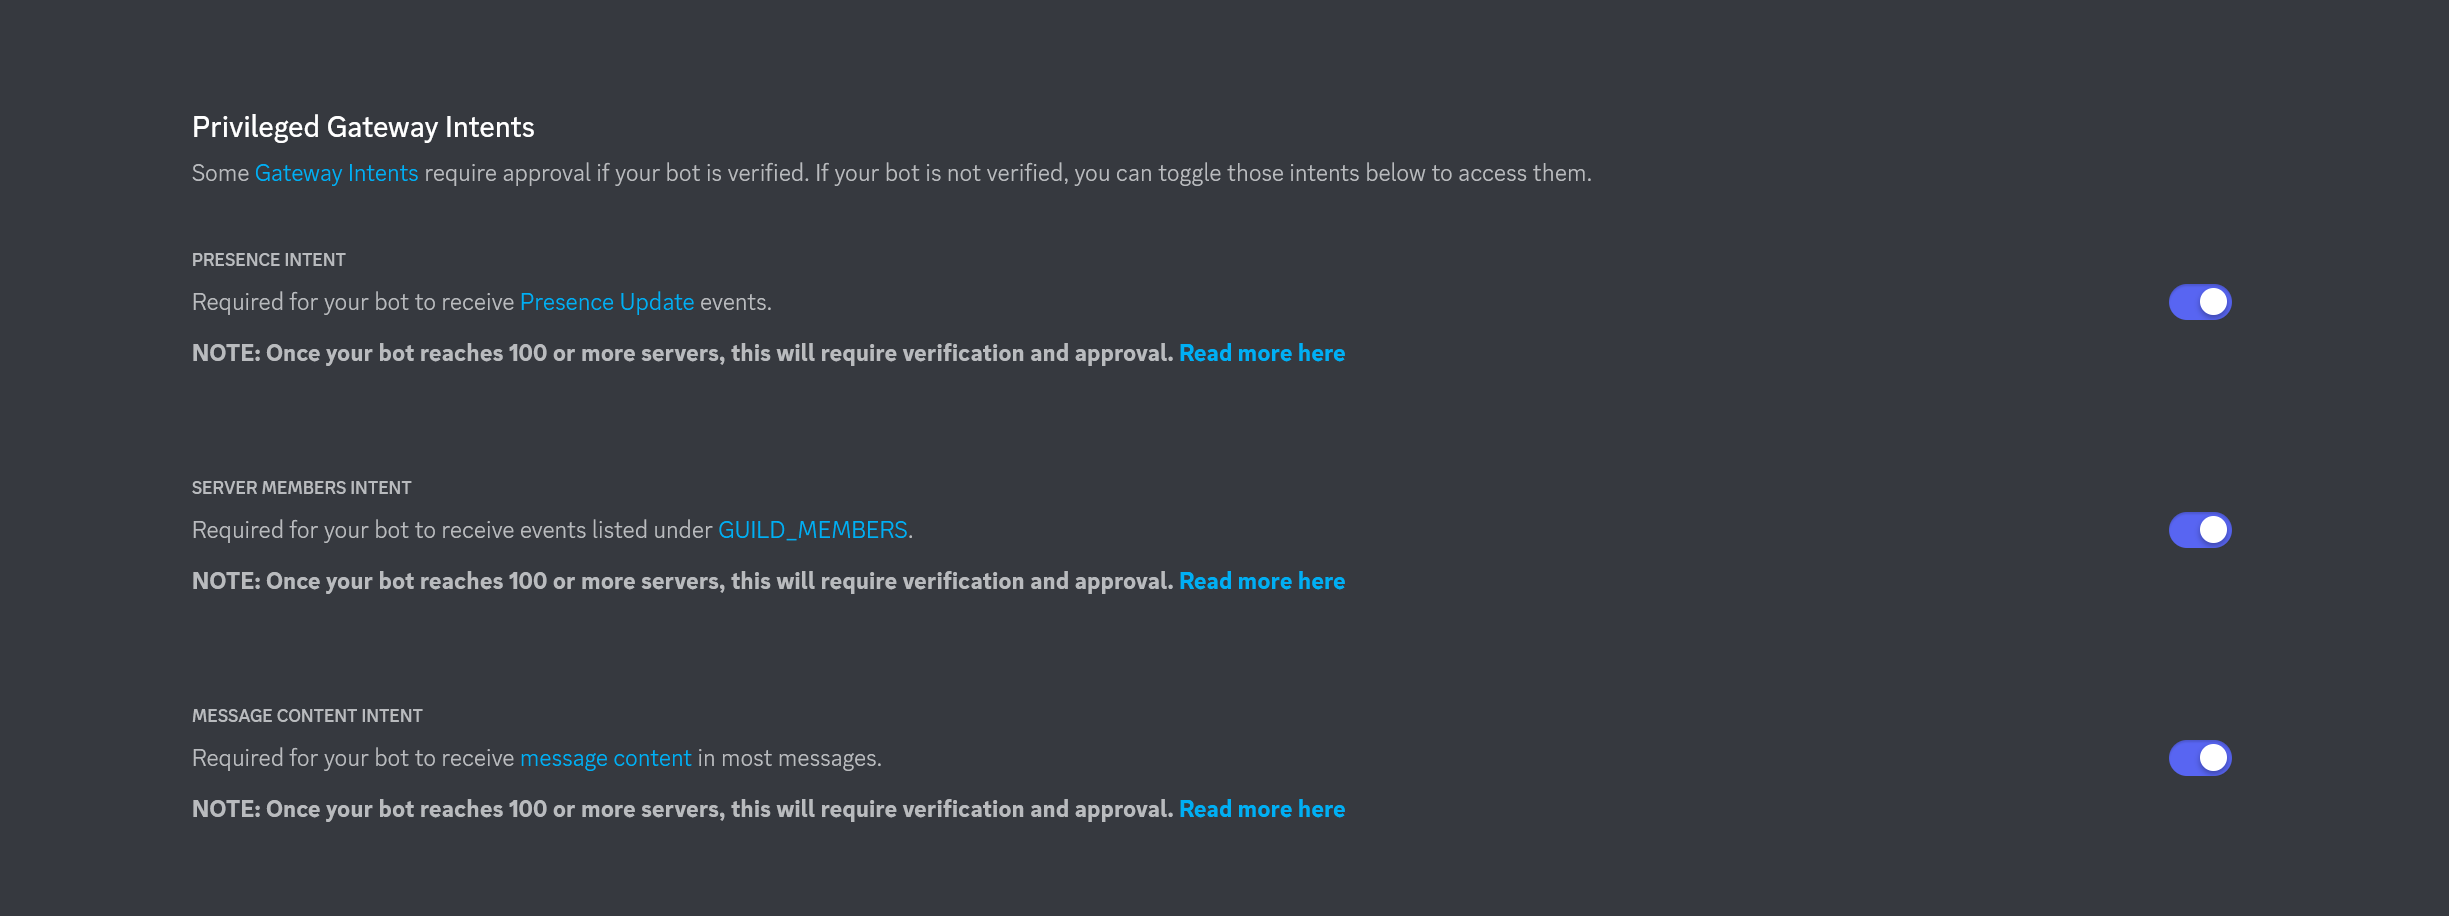 Privileged Gateway Intents
Some Gateway Intents require approval if your bot is verified. If your bot is not verified, you can toggle those intents below to access them.
PRESENCE INTENT
Required for your bot to receive Presence Update events.
NOTE: Once your bot reaches 100 or more servers, this will require verification and approval. Read more here
SERVER MEMBERS INTENT
Required for your bot to receive events listed under GUILD_MEMBERS.
NOTE: Once your bot reaches 100 or more servers, this will require verification and approval. Read more here
MESSAGE CONTENT INTENT
Required for your bot to receive message content in most messages.
NOTE: Once your bot reaches 100 or more servers, this will require verification and approval. Read more here